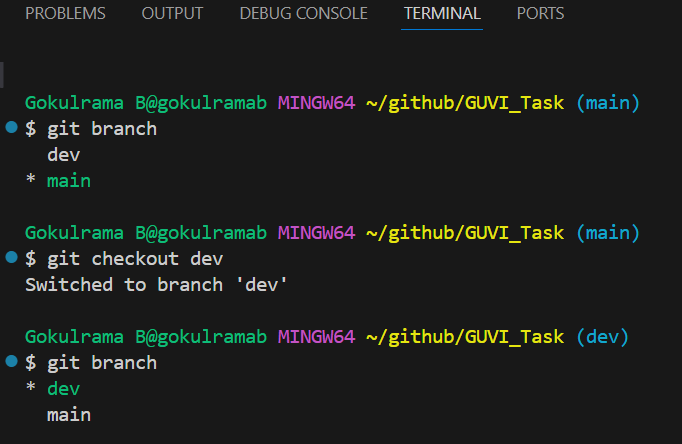 PROBLEMS OUTPUT DEBUG CONSOLE TERMINAL PORTS
Gokulrama B@gokulramab MINGW64 ~/github/GUVI_Task (main)
$ git branch
  dev
* main
Gokulrama B@gokulramab MINGW64 ~/github/GUVI_Task (main)
$ git checkout dev
Switched to branch 'dev'
Gokulrama B@gokulramab MINGW64 ~/github/GUVI_Task (dev)
$ git branch
* dev
  main